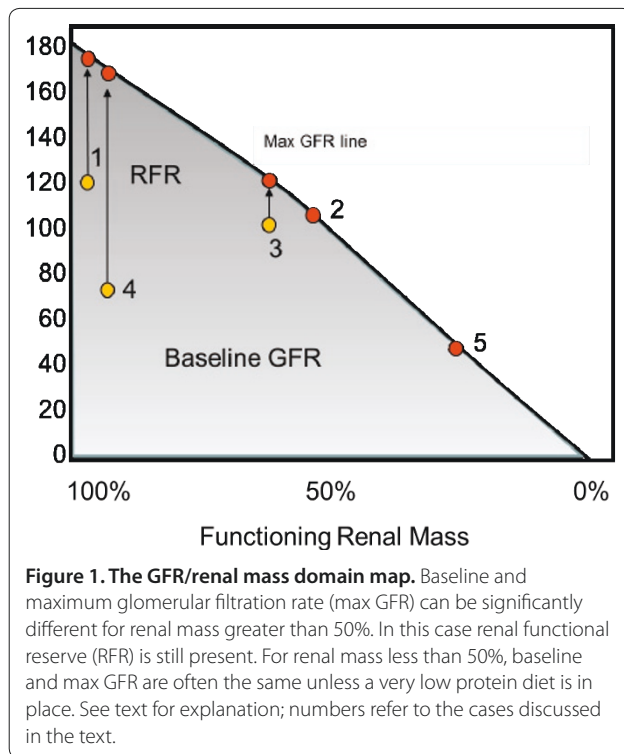 180
160
140
120
100
80
60
40
20
0
Max GFR line
1
RFR
2
3
4
Baseline GFR
5
100% 50% 0%
Functioning Renal Mass
Figure 1. The GFR/renal mass domain map. Baseline and
maximum glomerular filtration rate (max GFR) can be significantly
different for renal mass greater than 50%. In this case renal functional
reserve (RFR) is still present. For renal mass less than 50%, baseline
and max GFR are often the same unless a very low protein diet is in
place. See text for explanation; numbers refer to the cases discussed
in the text.